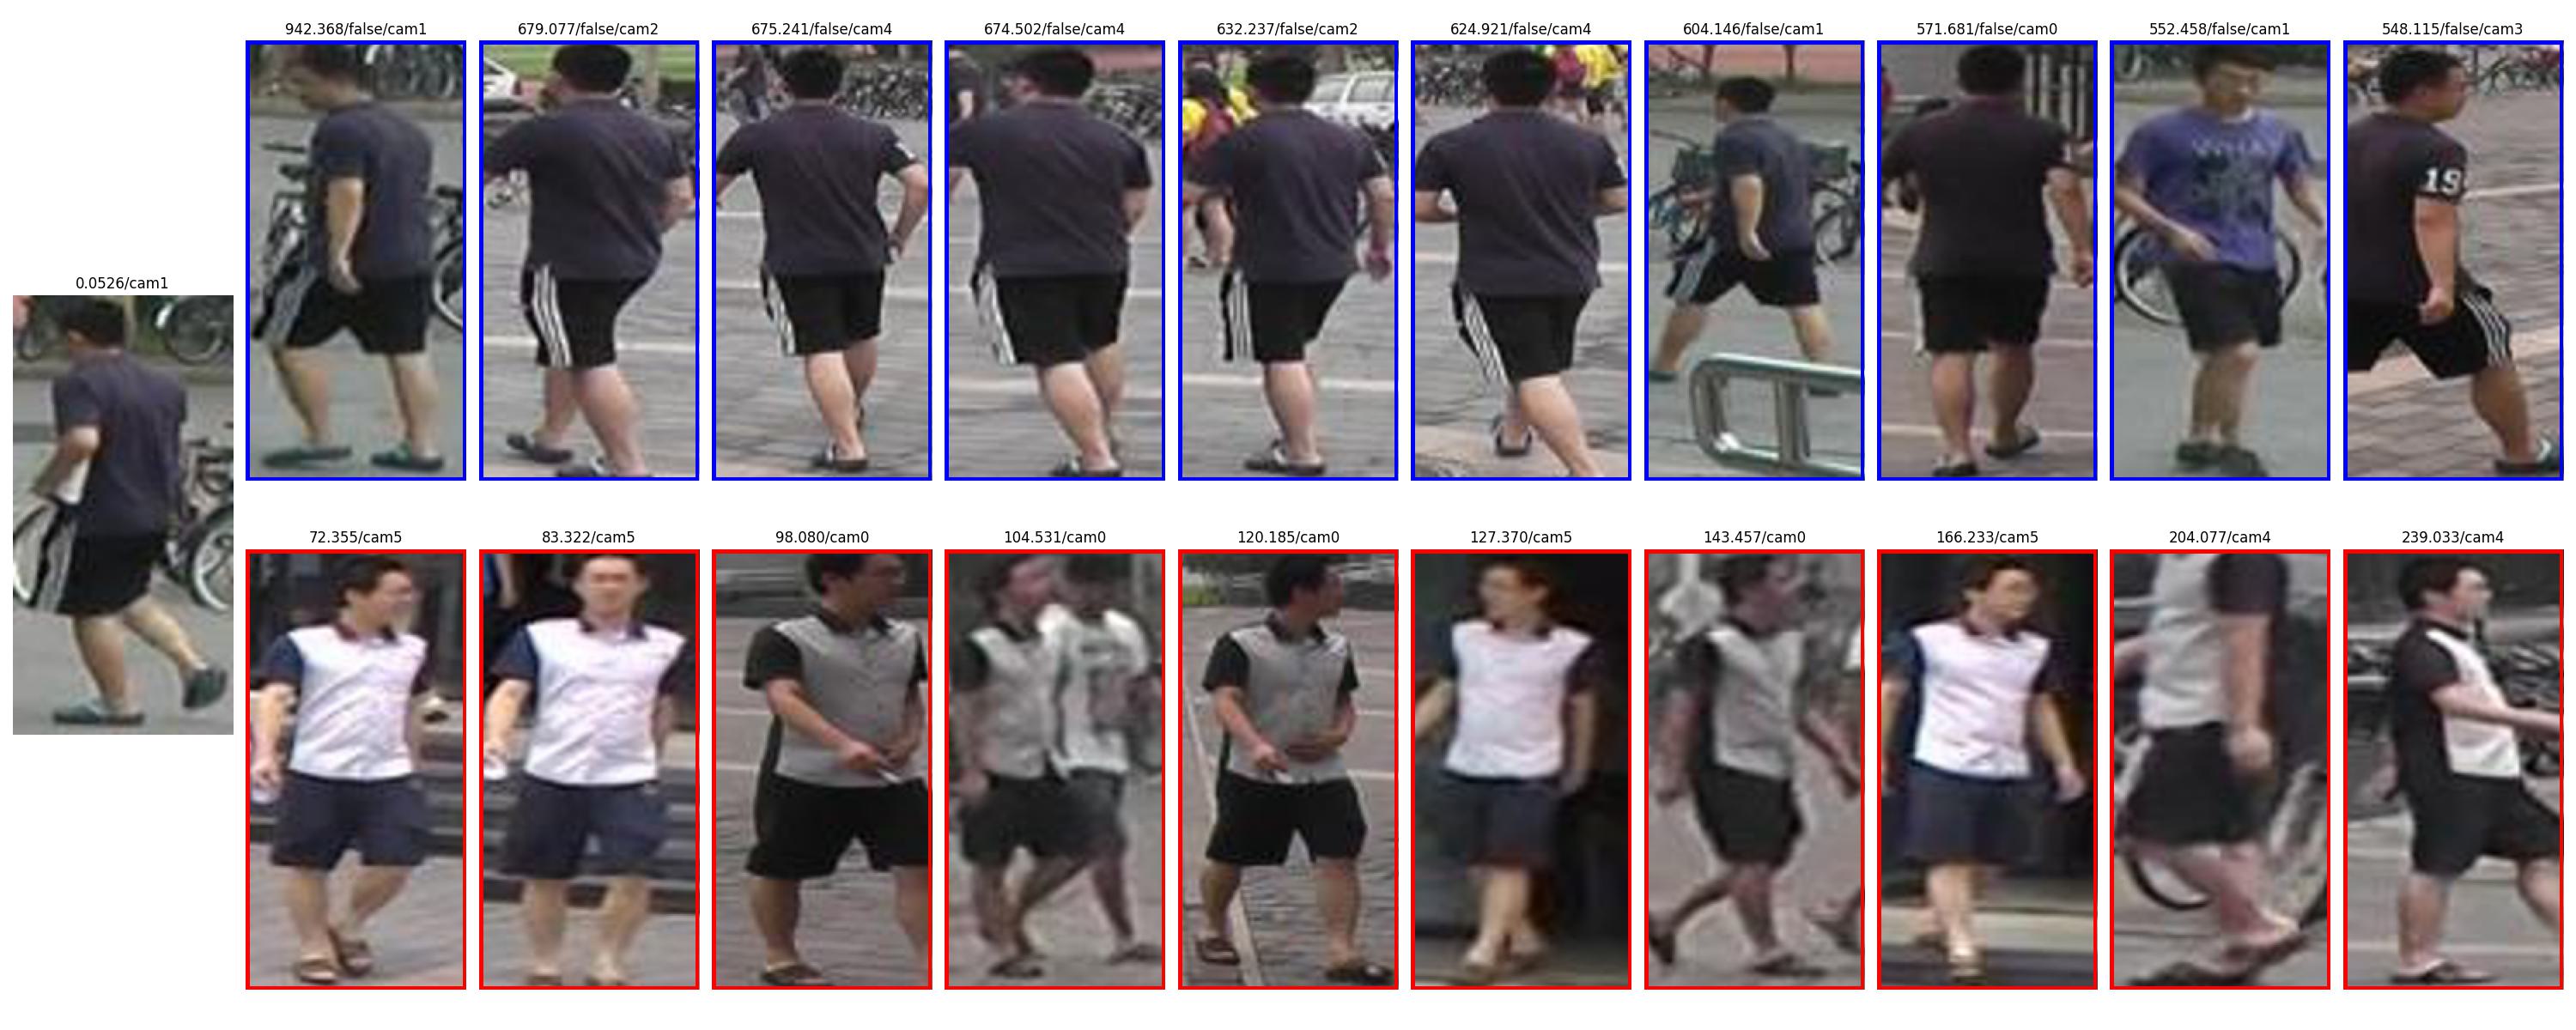 942.368/false/cam1
679.077/false/cam2
675.241/false/cam4
674.502/false/cam4
632.237/false/cam2
624.921/false/cam4
604.146/false/cam1
571.681/false/cam0
552.458/false/cam1
548.115/false/cam3
19
0.0526/cam1
72.355/cam5
83.322/cam5
98.080/cam0
104.531/cam0
120.185/cam0
127.370/cam5
143.457/cam0
166.233/cam5
204.077/cam4
239.033/cam4